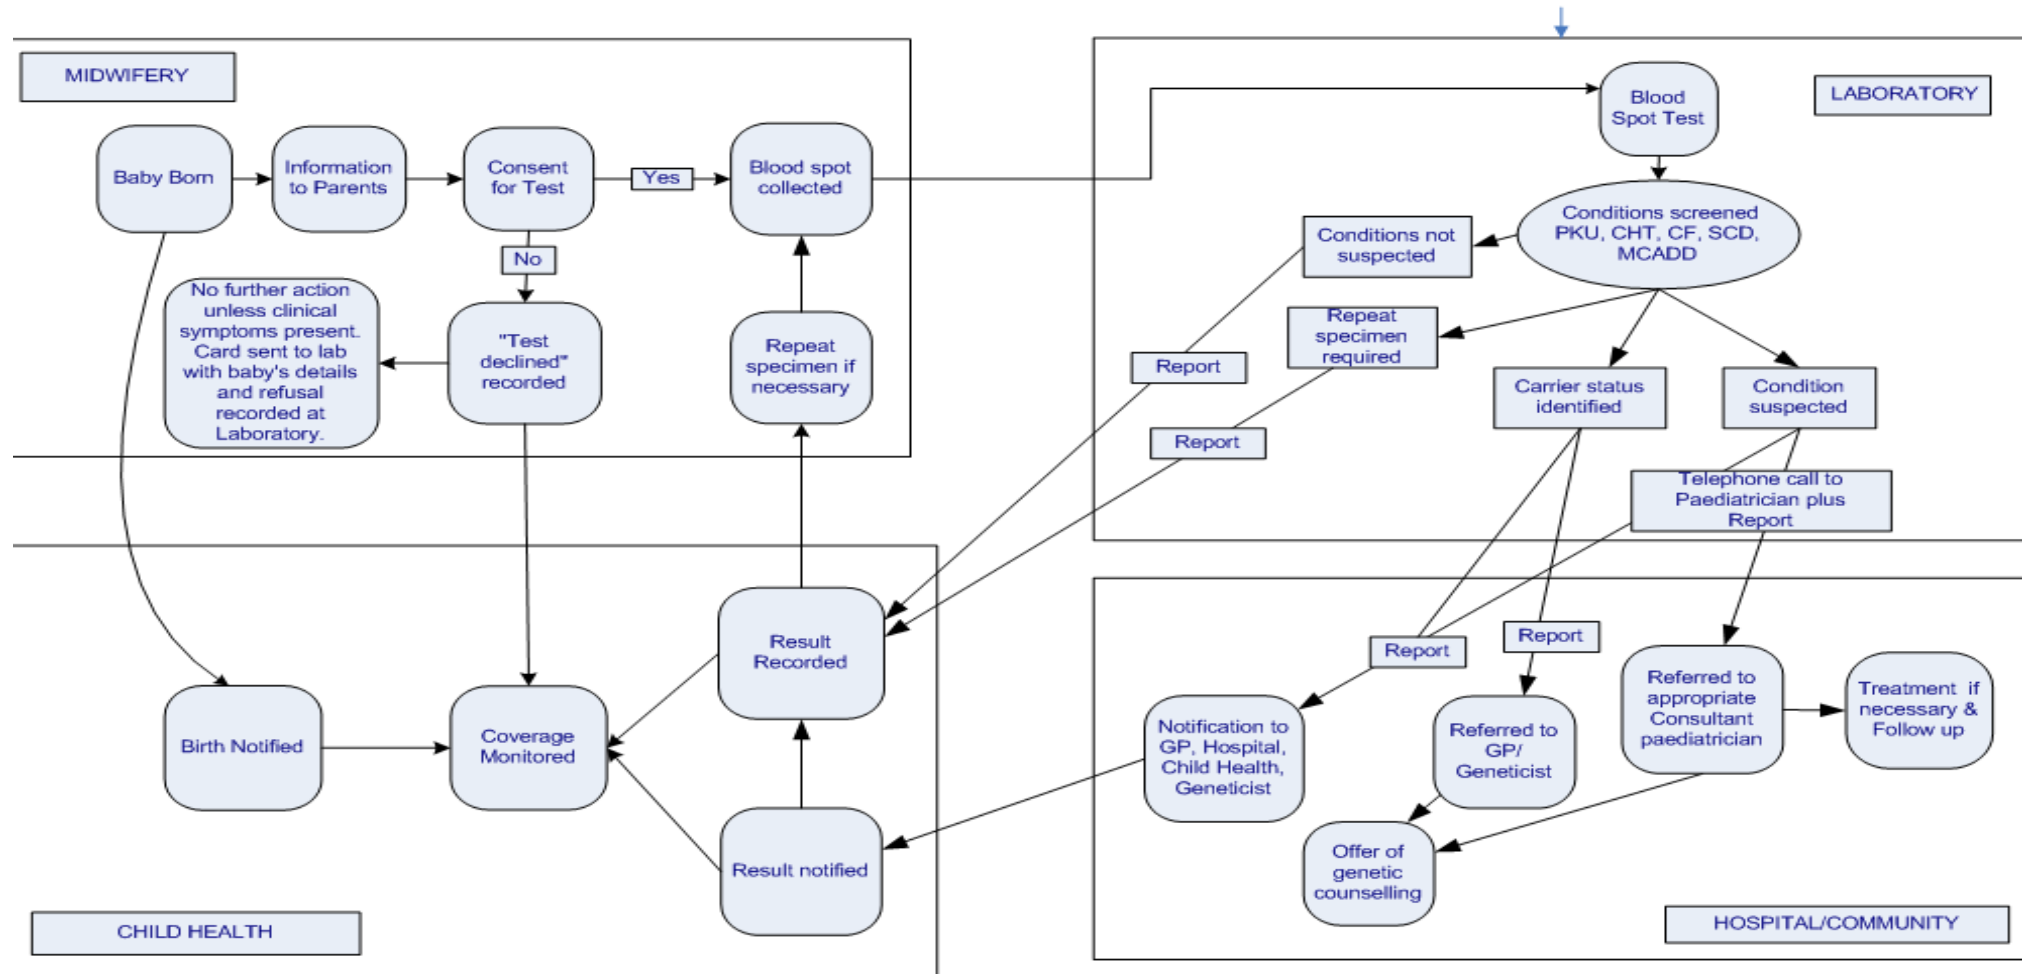 MIDWIFERY
Baby Born
Information
to Parents
Consent
for Test
Yes
Blood spot
collected
No
No further action
unless clinical
symptoms present.
Card sent to lab
with baby's details
and refusal
recorded at
Laboratory.
"Test
declined"
recorded
Repeat
specimen if
necessary
LABORATORY
Blood
Spot Test
Conditions screened
PKU, CHT, CF, SCD,
MCADD
Conditions not
suspected
Repeat
specimen
required
Report
Report
Carrier status
identified
Condition
suspected
Telephone call to
Paediatrician plus
Report
CHILD HEALTH
Birth Notified
Coverage
Monitored
Result
Recorded
Result notified
HOSPITAL/COMMUNITY
Report
Report
Notification to
GP, Hospital,
Child Health,
Geneticist
Referred to
GP/
Geneticist
Referred to
appropriate
Consultant
paediatrician
Treatment if
necessary &
Follow up
Offer of
genetic
counselling